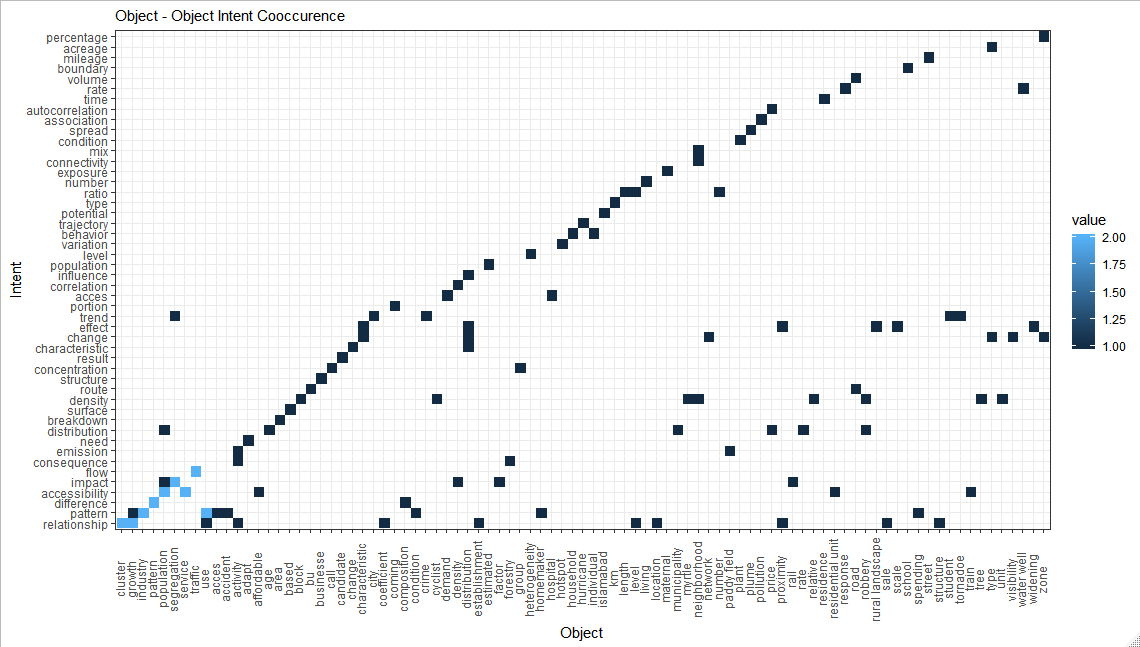 Object - Object Intent Cooccurence
percentage
acreage
mileage
boundary
volume
rate
time
autocorrelation
association
spread
condition
mix
connectivity
exposure
number
ratio
type
potential
trajectory
behavior
variation
level
population
influence
correlation
acces
portion
trend
effect
change
characteristic
result
concentration
structure
route
density
surface
breakdown
distribution
need
emission
consequence
flow
impact
accessibility
difference
pattern
relationship
Intent
cluster
growth
industry
pattern
population
segregation
service
traffic
use
acces
accident
activity
adapt
affordable
age
area
based
block
bu
businesse
call
candidate
change
characteristic
city
coefficient
coming
composition
condition
crime
cyclist
demand
density
distribution
establishment
estimated
factor
forestry
group
heterogeneity
homemaker
hospital
hotspot
household
hurricane
individual
islamabad
km
length
level
living
location
maternal
municipality
myrtle
neighborhood
network
number
paddy field
plant
plume
pollution
price
proximity
rail
rate
relative
residence
residential unit
response
road
robbery
rural landscape
sale
scale
school
spending
street
structure
student
tornadoe
train
tree
type
unit
visibility
water well
widening
zone
Object
value
2.00
1.75
1.50
1.25
1.00